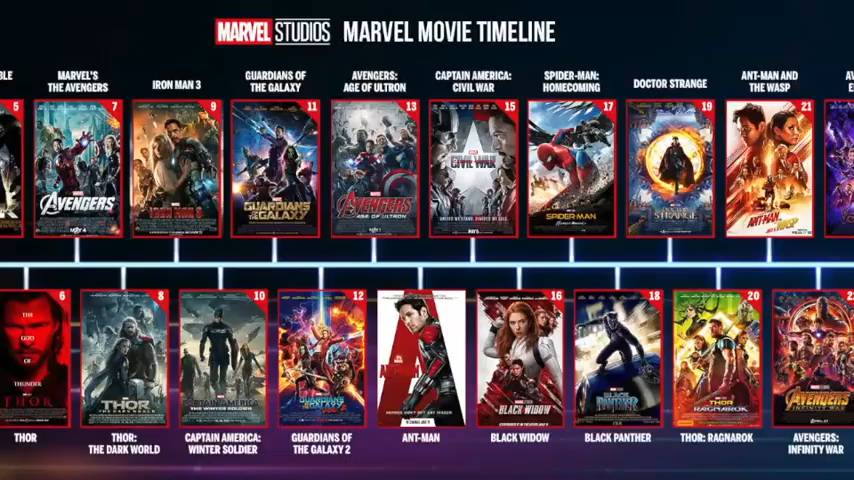 MARVEL STUDIOS MARVEL MOVIE TIMELINE
MARVEL'S
THE AVENGERS
IRON MAN 3
GUARDIANS OF
THE GALAXY
AVENGERS:
AGE OF ULTRON
CAPTAIN AMERICA:
CIVIL WAR
SPIDER-MAN:
HOMECOMING
DOCTOR STRANGE
ANT-MAN AND
THE WASP
5
7
AVENGERS
MAY 4
9
IRON MAN 3
11
GUARDIANS
OF THE
GALAXY
13
AVENGERS
AGE OF ULTRON
15
CIVIL WAR
17
SPIDER-MAN
19
STRANGE
21
ANT-MAN
6
THE
GOD
OF
THUNDER
THOR
8
THOR
THE DARK WORLD
10
CAPTAIN AMERICA
THE WINTER SOLDIER
12
GUARDIANS
GALAXY
ANT-MAN
16
BLACK WIDOW
18
BLACK
PANTHER
20
THOR
RAGNAROK
AVENGERS
INFINITY WAR
THOR
THOR:
THE DARK WORLD
CAPTAIN AMERICA:
WINTER SOLDIER
GUARDIANS OF
THE GALAXY 2
ANT-MAN
BLACK WIDOW
BLACK PANTHER
THOR: RAGNAROK
AVENGERS:
INFINITY WAR